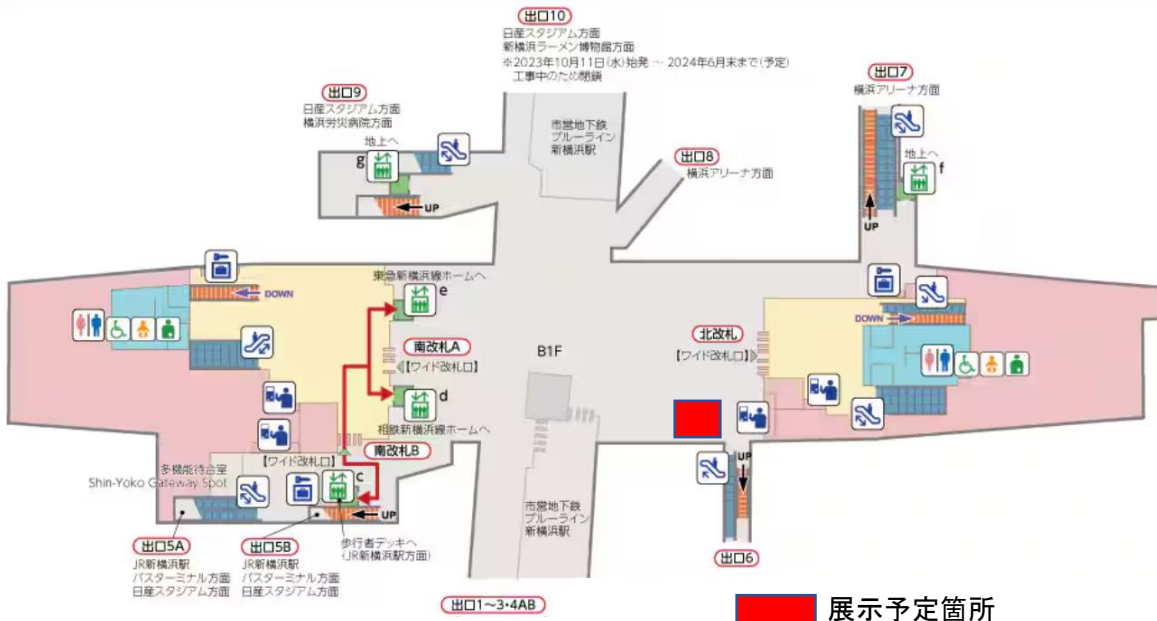 出口10
日産スタジアム方面
新横浜ラーメン博物館方面
※2023年10月11日(水)始発 ～ 2024年6月末まで(予定)
工事中のため閉鎖
出口9
日産スタジアム方面
横浜労災病院方面
地上へ
g
UP
市営地下鉄
ブルーライン
新横浜駅
出口8
横浜アリーナ方面
出口7
横浜アリーナ方面
地上へ
f
UP
東急新横浜線ホームへ
e
DOWN
南改札A
【ワイド改札口】
d
相鉄新横浜線ホームへ
B1F
北改札
【ワイド改札口】
DOWN
南改札B
【ワイド改札口】
多機能待合室
Shin-Yoko Gateway Spot
c
UP
歩行者デッキへ
(JR新横浜駅方面)
出口5A
JR新横浜駅
バスターミナル方面
日産スタジアム方面
出口5B
JR新横浜駅
バスターミナル方面
日産スタジアム方面
市営地下鉄
ブルーライン
新横浜駅
出口1～3・4AB
UP
出口6
展示予定箇所